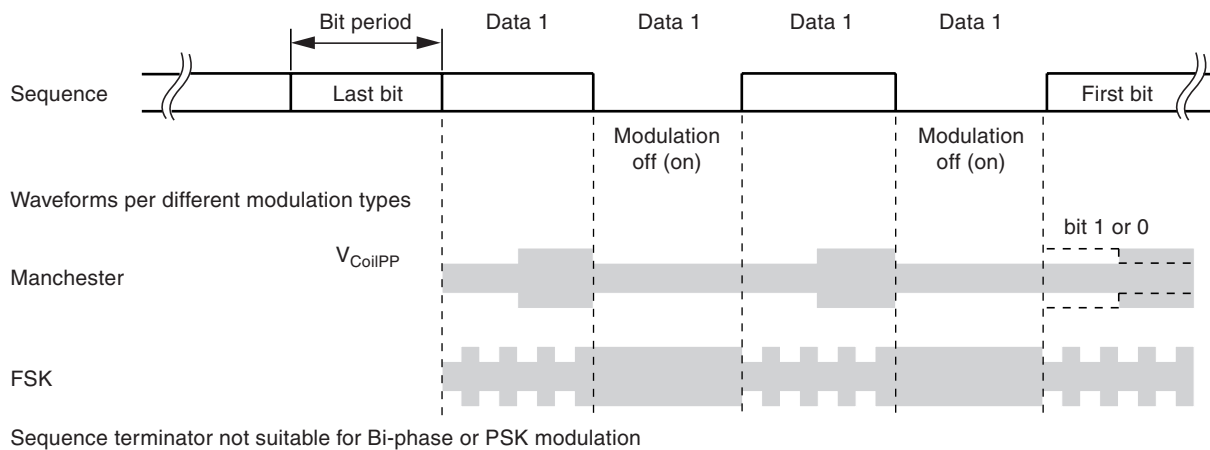 Bit period Data 1 Data 1 Data 1 Data 1
Sequence Last bit First bit
Modulation off (on) Modulation off (on)
Waveforms per different modulation types
bit 1 or 0
VCoilPP
Manchester
FSK
Sequence terminator not suitable for Bi-phase or PSK modulation